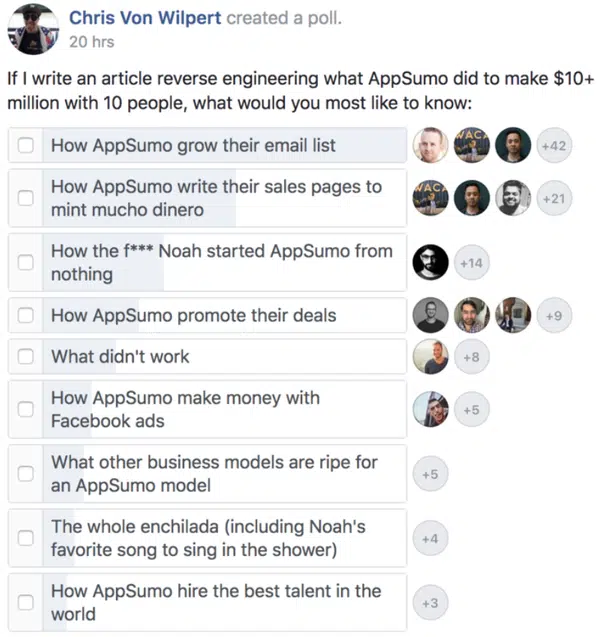 Chris Von Wilpert created a poll.
20 hrs
If I write an article reverse engineering what AppSumo did to make $10+
million with 10 people, what would you most like to know:
How AppSumo grow their email list
+42
How AppSumo write their sales pages to
mint mucho dinero
+21
How the f*** Noah started AppSumo from
nothing
+14
How AppSumo promote their deals
+9
What didn't work
+8
How AppSumo make money with
Facebook ads
+5
What other business models are ripe for
an AppSumo model
+5
The whole enchilada (including Noah's
favorite song to sing in the shower)
+4
How AppSumo hire the best talent in the
world
+3